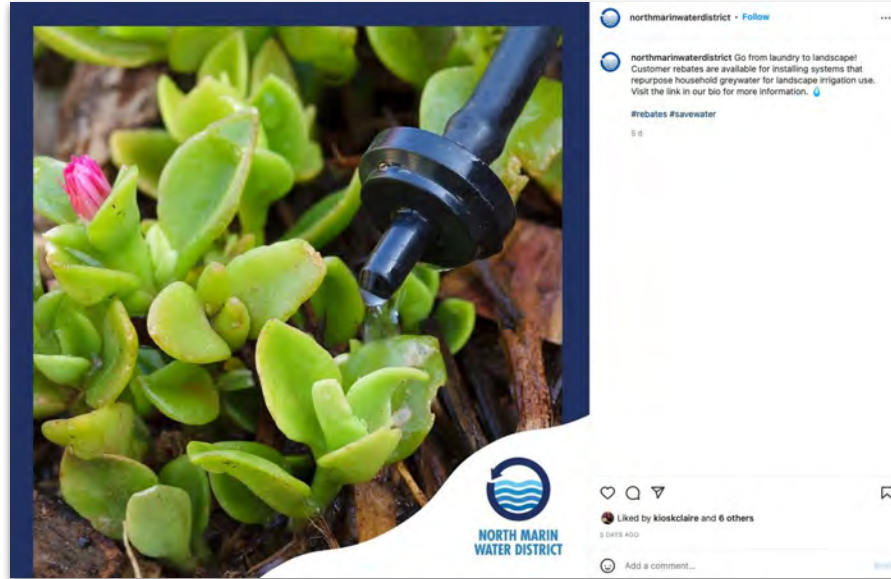 northmarinwaterdistrict • Follow
northmarinwaterdistrict Go from laundry to landscape!
Customer rebates are available for installing systems that
repurpose household greywater for landscape irrigation use.
Visit the link in our bio for more information. 💧
#rebates #savewater
5 d
NORTH MARIN
WATER DISTRICT
Liked by kioskclaire and 6 others
5 DAYS AGO
Add a comment...